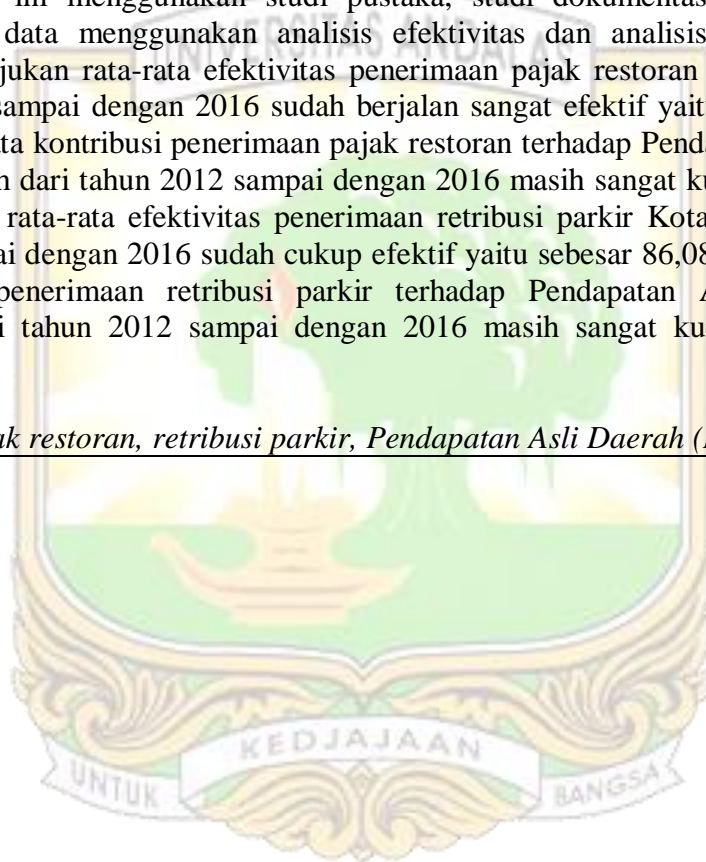 ini menggunakan studi pustaka, studi dokumentas
data menggunakan analisis efektivitas dan analisis
jukan rata-rata efektivitas penerimaan pajak restoran
sampai dengan 2016 sudah berjalan sangat efektif yait
ata kontribusi penerimaan pajak restoran terhadap Penda
n dari tahun 2012 sampai dengan 2016 masih sangat ku
rata-rata efektivitas penerimaan retribusi parkir Kota
ai dengan 2016 sudah cukup efektif yaitu sebesar 86,08
penerimaan retribusi parkir terhadap Pendapatan A
i tahun 2012 sampai dengan 2016 masih sangat ku
ak restoran, retribusi parkir, Pendapatan Asli Daerah (
UNIVERSITAS ANDALAS
UNTUK KEDJAJAAN BANGSA